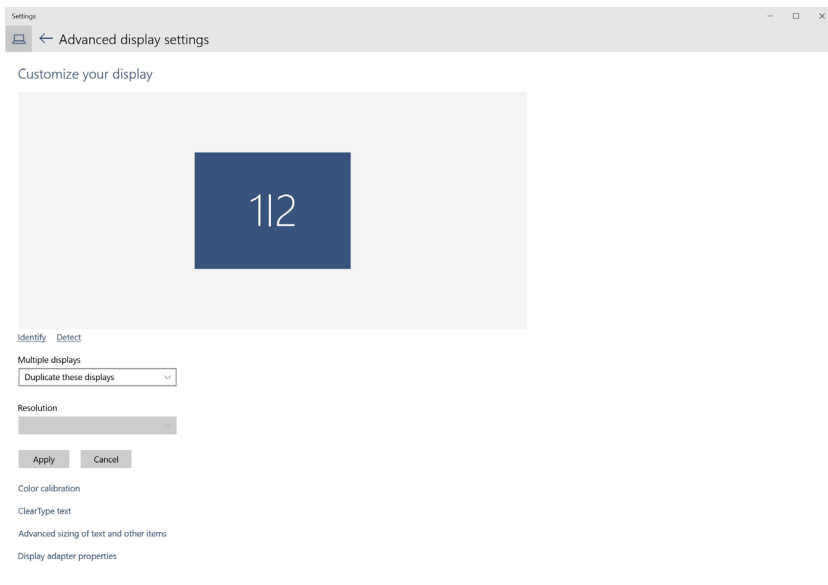 Settings
Advanced display settings
Customize your display
1|2
Identify Detect
Multiple displays
Duplicate these displays
Resolution
Apply Cancel
Color calibration
ClearType text
Advanced sizing of text and other items
Display adapter properties